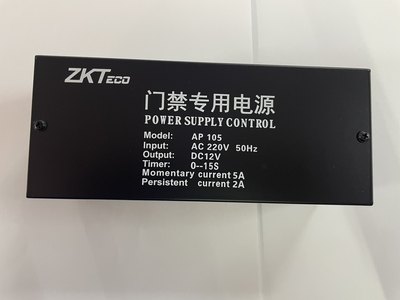 ZKTeco
门禁专用电源
POWER SUPPLY CONTROL
Model: AP 105
Input: AC 220V 50Hz
Output: DC12V
Timer: 0--15S
Momentary current 5A
Persistent current 2A